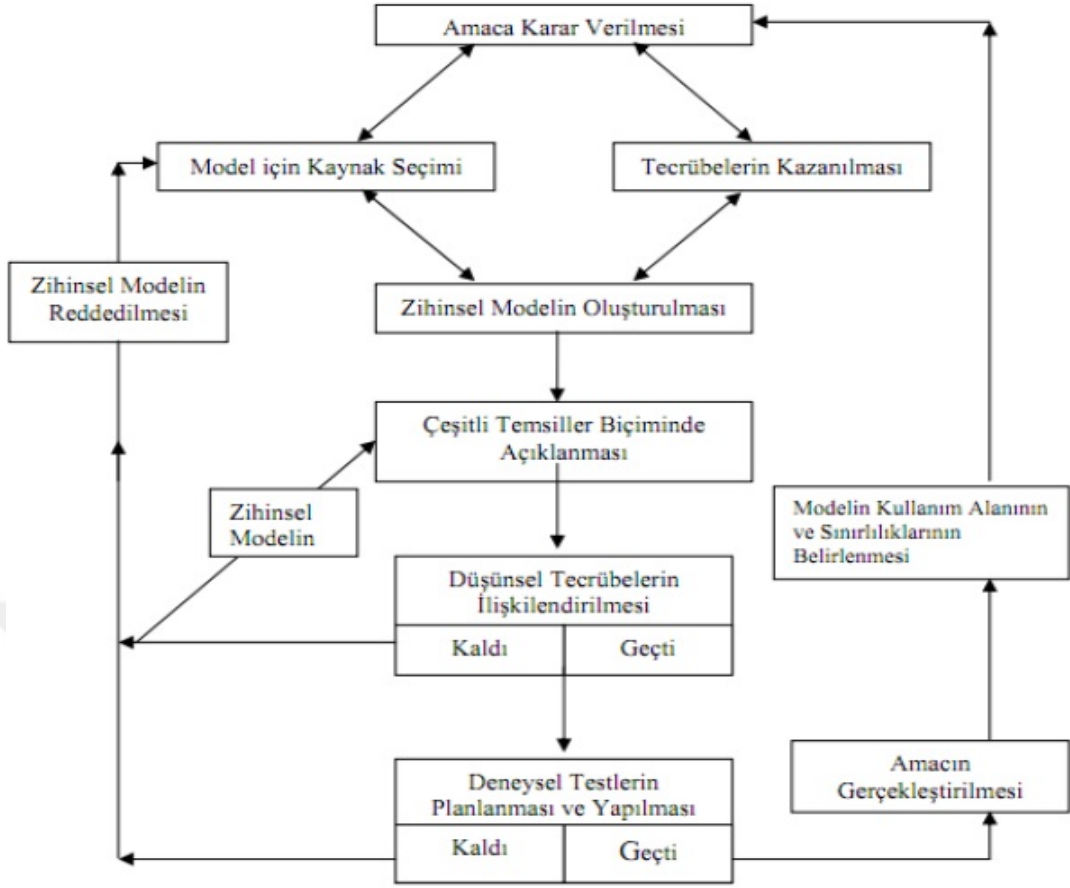 Amaca Karar Verilmesi
Model için Kaynak Seçimi
Tecrübelerin Kazanılması
Zihinsel Modelin
Reddedilmesi
Zihinsel Modelin Oluşturulması
Çeşitli Temsiller Biçiminde
Açıklanması
Zihinsel
Modelin
Modelin Kullanım Alanının
ve Sınırlılıklarının
Belirlenmesi
Düşünsel Tecrübelerin
İlişkilendirilmesi
Kaldı
Geçti
Amacın
Gerçekleştirilmesi
Deneysel Testlerin
Planlanması ve Yapılması
Kaldı
Geçti